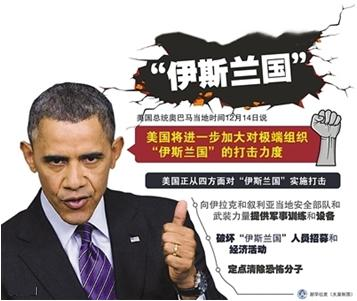 “伊斯兰国”
美国总统奥巴马当地时间12月14日说
美国将进一步加大对极端组织
“伊斯兰国”的打击力度
美国正从四方面对“伊斯兰国”实施打击
向伊拉克和叙利亚当地安全部队和
武装力量提供军事训练和设备
破坏“伊斯兰国”人员招募和
经济活动
定点清除恐怖分子
新华社发